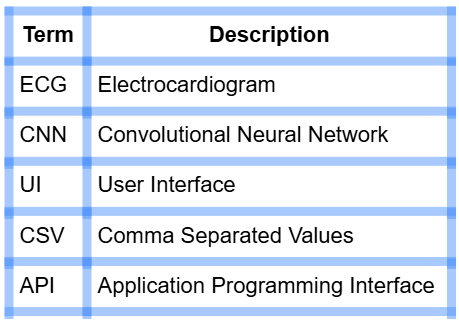 Term Description
ECG Electrocardiogram
CNN Convolutional Neural Network
UI User Interface
CSV Comma Separated Values
API Application Programming Interface